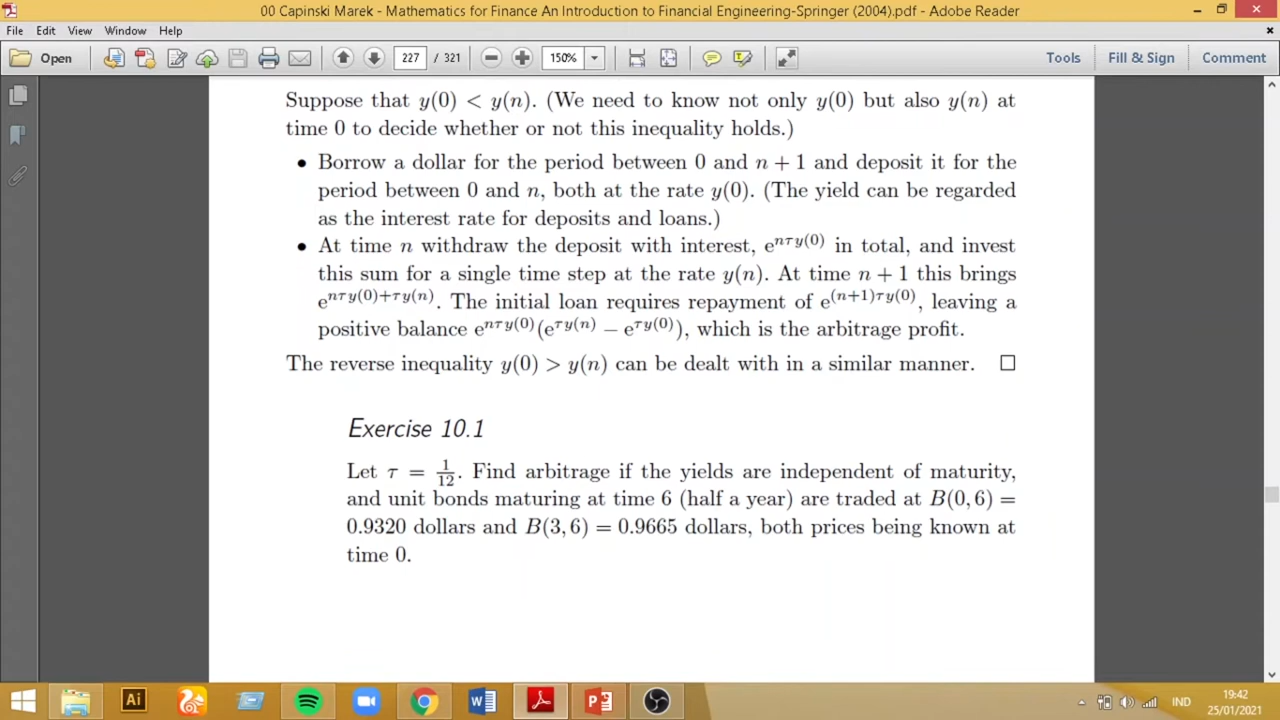 00 Capinski Marek - Mathematics for Finance An Introduction to Financial Engineering-Springer (2004).pdf - Adobe Reader
File Edit View Window Help
Open 227 / 321 150% Tools Fill & Sign Comment
Suppose that y(0) < y(n). (We need to know not only y(0) but also y(n) at
time 0 to decide whether or not this inequality holds.)
• Borrow a dollar for the period between 0 and n + 1 and deposit it for the
period between 0 and n, both at the rate y(0). (The yield can be regarded
as the interest rate for deposits and loans.)
• At time n withdraw the deposit with interest, e^{nτy(0)} in total, and invest
this sum for a single time step at the rate y(n). At time n + 1 this brings
e^{nτy(0)+τy(n)}. The initial loan requires repayment of e^{(n+1)τy(0)}, leaving a
positive balance e^{nτy(0)}(e^{τy(n)} − e^{τy(0)}), which is the arbitrage profit.
The reverse inequality y(0) > y(n) can be dealt with in a similar manner. □
Exercise 10.1
Let τ = 1/12. Find arbitrage if the yields are independent of maturity,
and unit bonds maturing at time 6 (half a year) are traded at B(0, 6) =
0.9320 dollars and B(3, 6) = 0.9665 dollars, both prices being known at
time 0.
Ai IND 19:42
25/01/2021